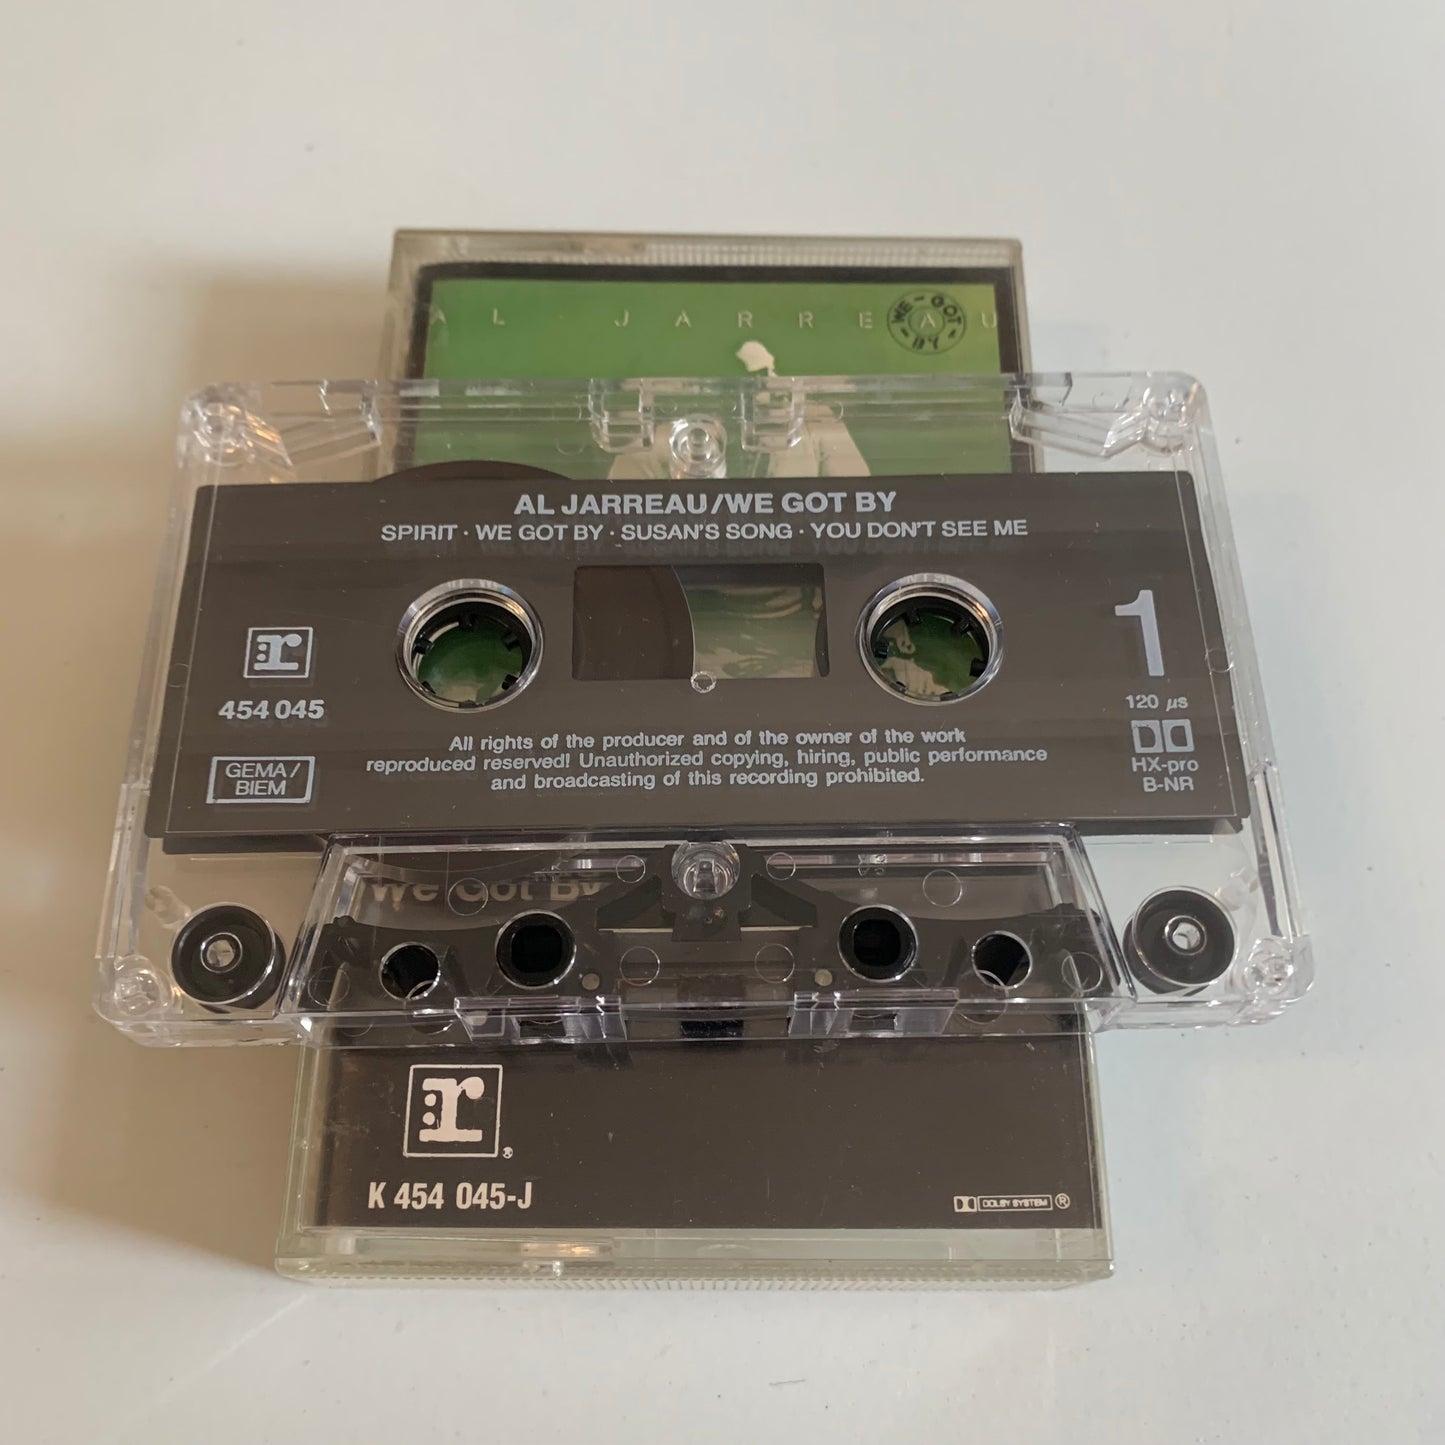 AL · JARREAU
WE - GOT - BY -
AL JARREAU/WE GOT BY
SPIRIT · WE GOT BY · SUSAN'S SONG · YOU DON'T SEE ME
r
454 045
GEMA/
BIEM
1
120 µs
HX-pro
B-NR
All rights of the producer and of the owner of the work
reproduced reserved! Unauthorized copying, hiring, public performance
and broadcasting of this recording prohibited.
We Got By
r®
K 454 045-J
DOLBY SYSTEM ®